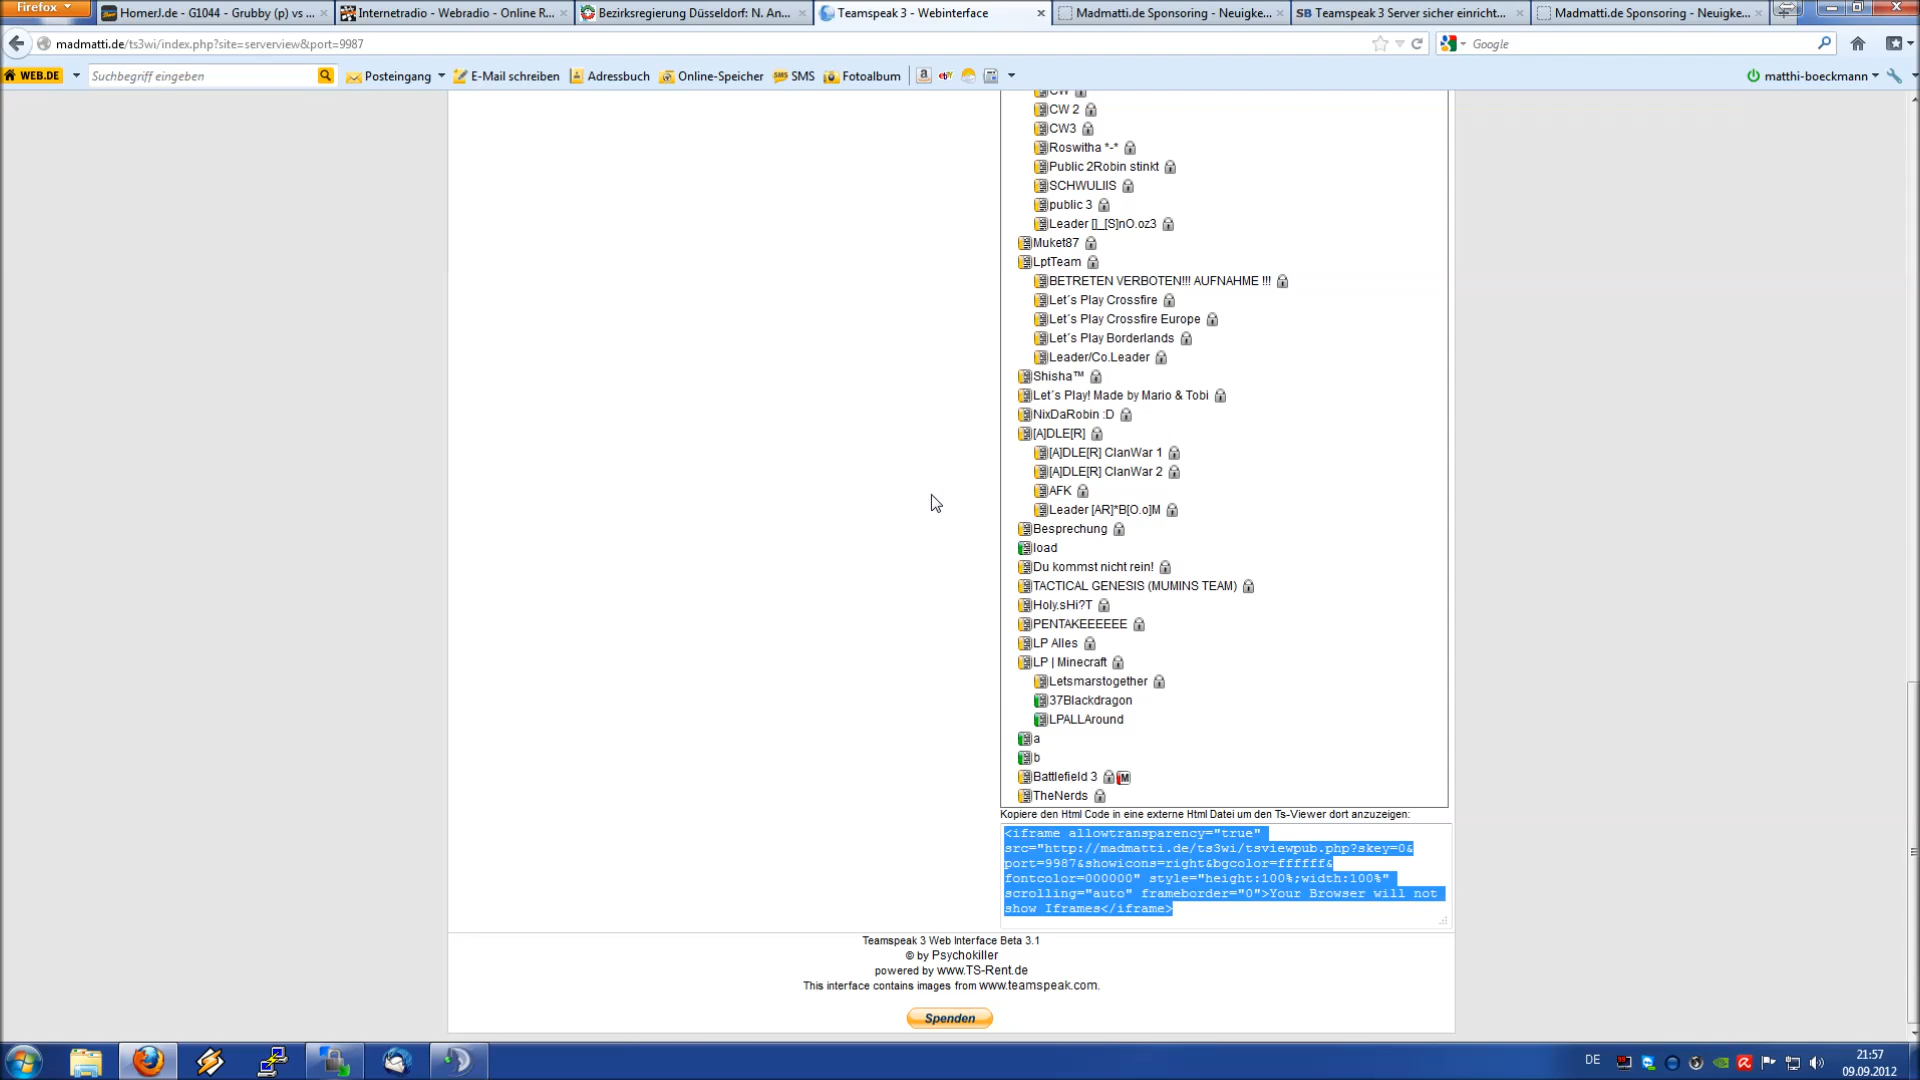 Firefox
HomerJ.de - G1044 - Grubby (p) vs ...
Internetradio - Webradio - Online R...
Bezirksregierung Düsseldorf: N. An...
Teamspeak 3 - Webinterface
Madmatti.de Sponsoring - Neuigke...
SB Teamspeak 3 Server sicher einricht...
Madmatti.de Sponsoring - Neuigke...
madmatti.de/ts3wi/index.php?site=serverview&port=9987
Google
WEB.DE
Suchbegriff eingeben
Posteingang
E-Mail schreiben
Adressbuch
Online-Speicher
SMS SMS
Fotoalbum
a
matthi-boeckmann
CW
CW 2
CW3
Roswitha *-*
Public 2Robin stinkt
SCHWULIIS
public 3
Leader []_[S]nO.oz3
Muket87
LptTeam
BETRETEN VERBOTEN!!! AUFNAHME !!!
Let´s Play Crossfire
Let´s Play Crossfire Europe
Let´s Play Borderlands
Leader/Co.Leader
Shisha™
Let´s Play! Made by Mario & Tobi
NixDaRobin :D
[A]DLE[R]
[A]DLE[R] ClanWar 1
[A]DLE[R] ClanWar 2
AFK
Leader [AR]*B[O.o]M
Besprechung
load
Du kommst nicht rein!
TACTICAL GENESIS (MUMINS TEAM)
Holy.sHi?T
PENTAKEEEEEE
LP Alles
LP | Minecraft
Letsmarstogether
37Blackdragon
LPALLAround
a
b
Battlefield 3 M
TheNerds
Kopiere den Html Code in eine externe Html Datei um den Ts-Viewer dort anzuzeigen:
<iframe allowtransparency="true"
src="http://madmatti.de/ts3wi/tsviewpub.php?skey=0&
port=9987&showicons=right&bgcolor=ffffff&
fontcolor=000000" style="height:100%;width:100%"
scrolling="auto" frameborder="0">Your Browser will not
show Iframes</iframe>
Teamspeak 3 Web Interface Beta 3.1
© by Psychokiller
powered by www.TS-Rent.de
This interface contains images from www.teamspeak.com.
Spenden
DE
21:57
09.09.2012